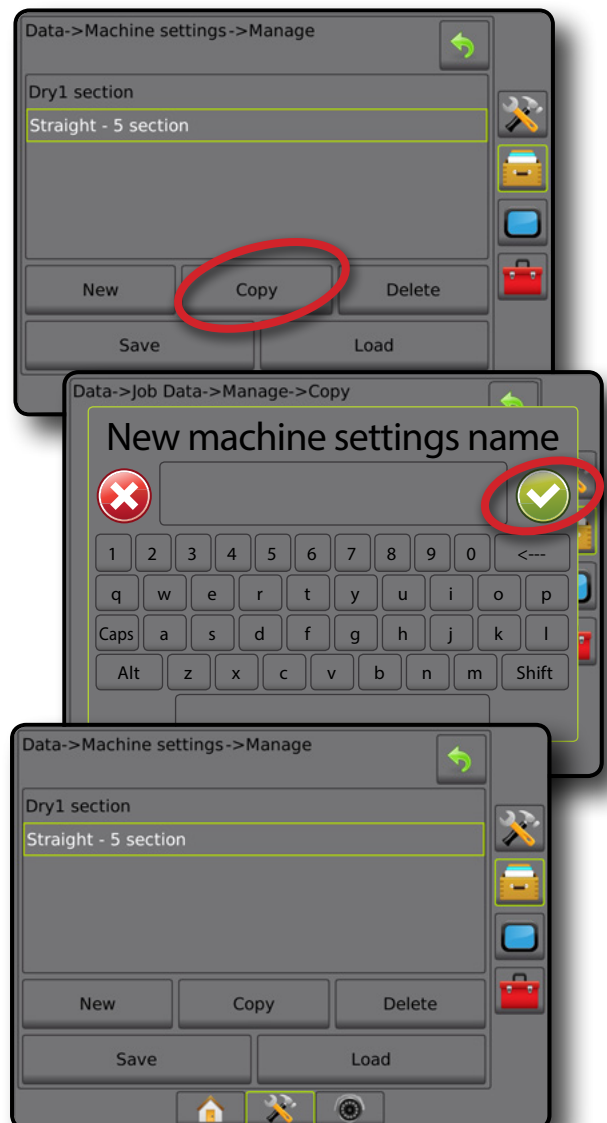 Data->Machine settings->Manage
Dry1 section
Straight - 5 section
New Copy Delete
Save Load
Data->Job Data->Manage->Copy
New machine settings name
1 2 3 4 5 6 7 8 9 0 <---
q w e r t y u i o p
Caps a s d f g h j k l
Alt z x c v b n m Shift
Data->Machine settings->Manage
Dry1 section
Straight - 5 section
New Copy Delete
Save Load